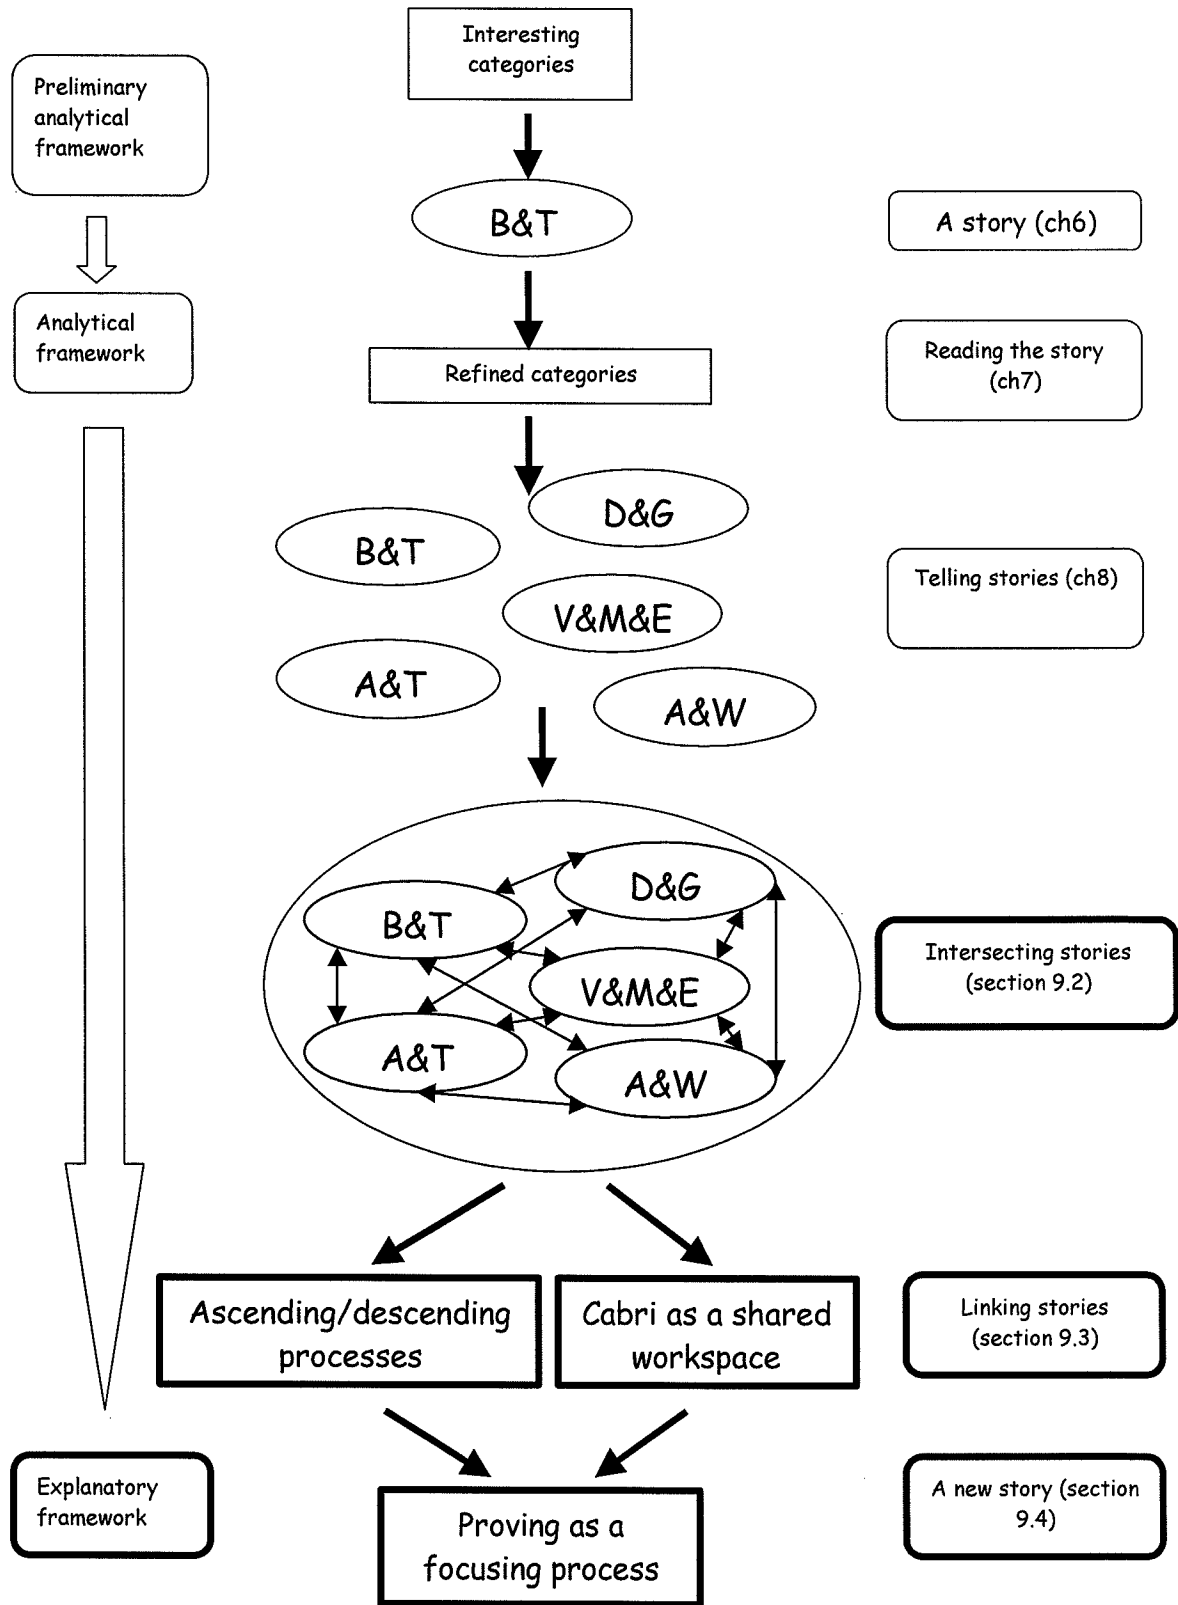 Interesting
categories
Preliminary
analytical
framework
B&T
A story (ch6)
Analytical
framework
Refined categories
Reading the story
(ch7)
D&G
B&T
V&M&E
Telling stories (ch8)
A&T
A&W
D&G
B&T
V&M&E
A&T
A&W
Intersecting stories
(section 9.2)
Ascending/descending
processes
Cabri as a shared
workspace
Linking stories
(section 9.3)
Explanatory
framework
Proving as a
focusing process
A new story (section
9.4)